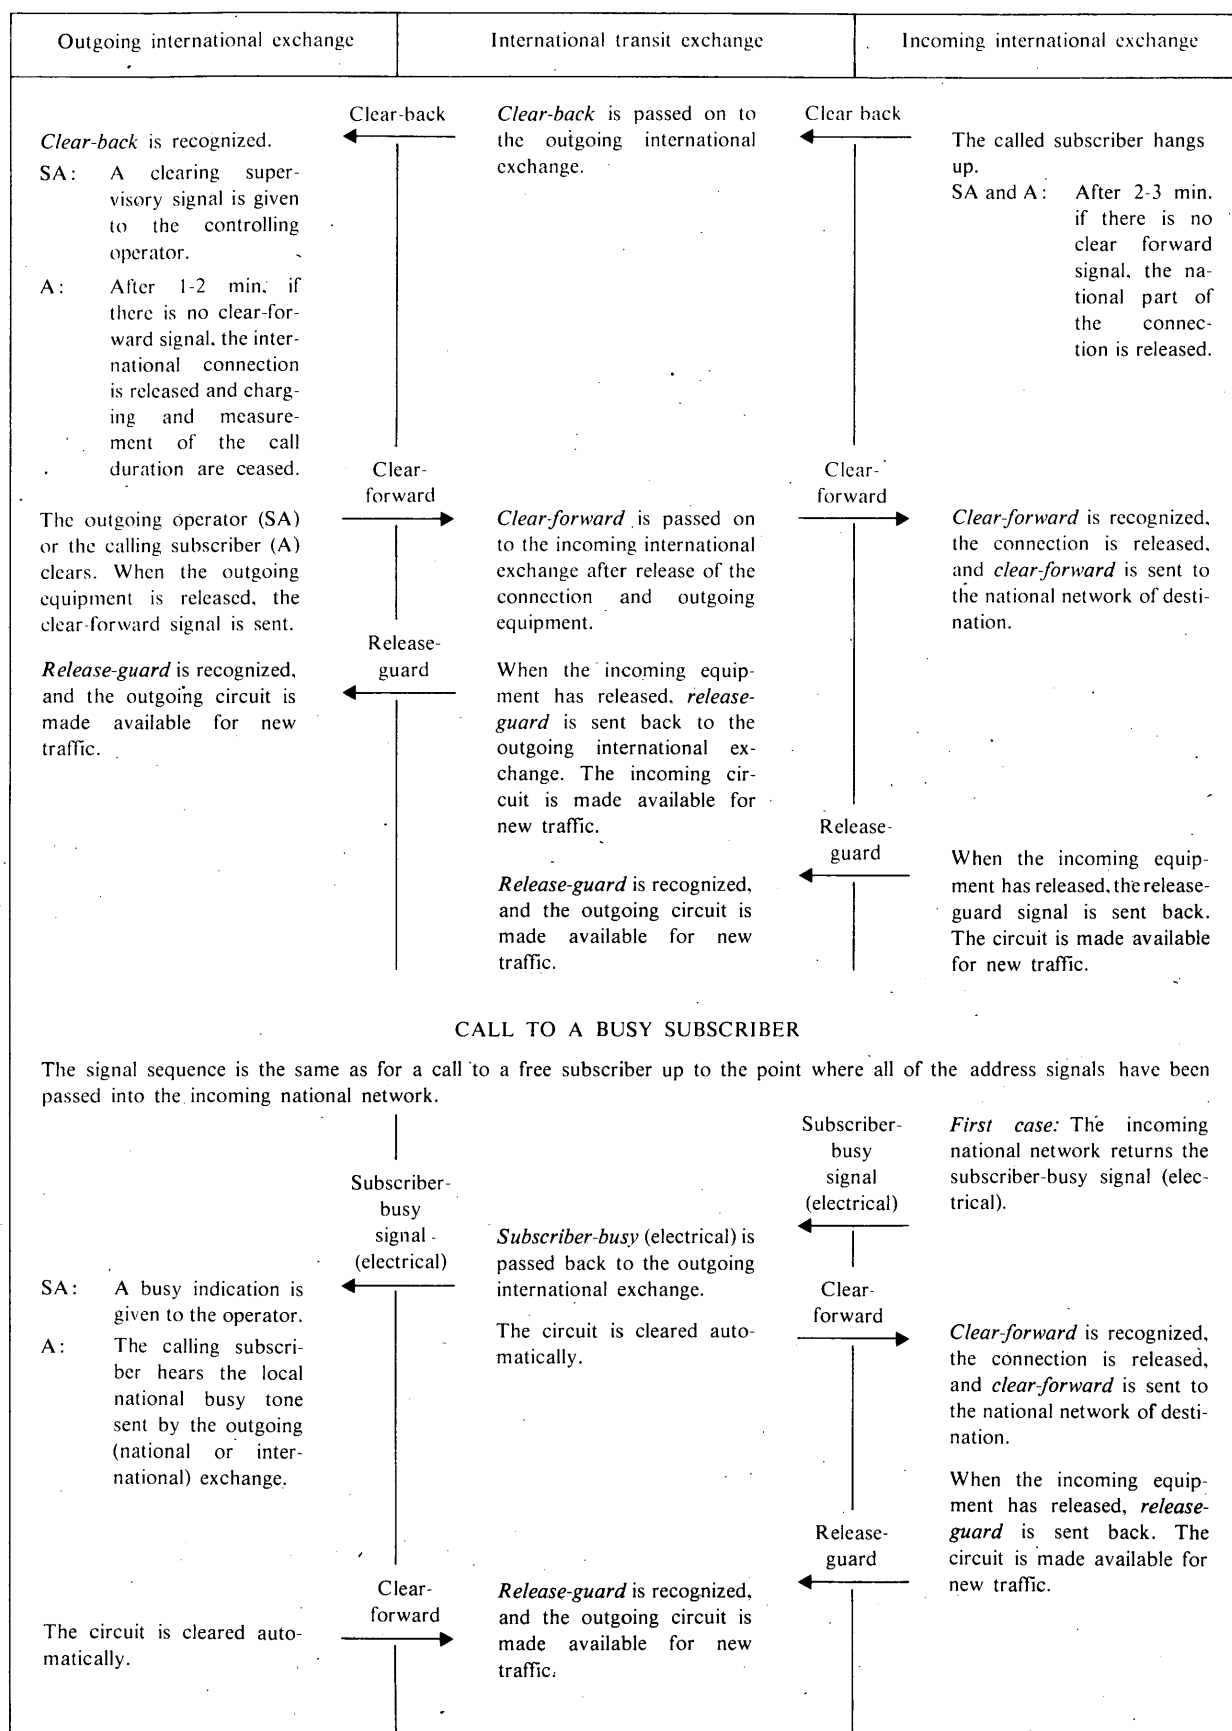 Outgoing international exchange
International transit exchange
Incoming international exchange
Clear-back
Clear-back is passed on to
the outgoing international
exchange.
Clear back
Clear-back is recognized.
SA: A clearing super-
visory signal is given
to the controlling
operator.
A: After 1-2 min. if
there is no clear-for-
ward signal, the inter-
national connection
is released and charg-
ing and measure-
ment of the call
duration are ceased.
The called subscriber hangs
up.
SA and A: After 2-3 min.
if there is no
clear forward
signal, the na-
tional part of
the connec-
tion is released.
Clear-
forward
Clear-
forward
The outgoing operator (SA)
or the calling subscriber (A)
clears. When the outgoing
equipment is released, the
clear-forward signal is sent.
Clear-forward is passed on
to the incoming international
exchange after release of the
connection and outgoing
equipment.
Clear-forward is recognized,
the connection is released,
and clear-forward is sent to
the national network of desti-
nation.
Release-
guard
Release-guard is recognized,
and the outgoing circuit is
made available for new
traffic.
When the incoming equip-
ment has released, release-
guard is sent back to the
outgoing international ex-
change. The incoming cir-
cuit is made available for
new traffic.
Release-
guard
Release-guard is recognized,
and the outgoing circuit is
made available for new
traffic.
When the incoming equip-
ment has released, the release-
guard signal is sent back.
The circuit is made available
for new traffic.
CALL TO A BUSY SUBSCRIBER
The signal sequence is the same as for a call to a free subscriber up to the point where all of the address signals have been
passed into the incoming national network.
Subscriber-
busy
signal
(electrical)
First case: The incoming
national network returns the
subscriber-busy signal (elec-
trical).
Subscriber-
busy
signal
(electrical)
Subscriber-busy (electrical) is
passed back to the outgoing
international exchange.
SA: A busy indication is
given to the operator.
A: The calling subscri-
ber hears the local
national busy tone
sent by the outgoing
(national or inter-
national) exchange.
The circuit is cleared auto-
matically.
Clear-
forward
Clear-forward is recognized,
the connection is released,
and clear-forward is sent to
the national network of desti-
nation.
When the incoming equip-
ment has released, release-
guard is sent back. The
circuit is made available for
new traffic.
Release-
guard
Clear-
forward
Release-guard is recognized,
and the outgoing circuit is
made available for new
traffic.
The circuit is cleared auto-
matically.